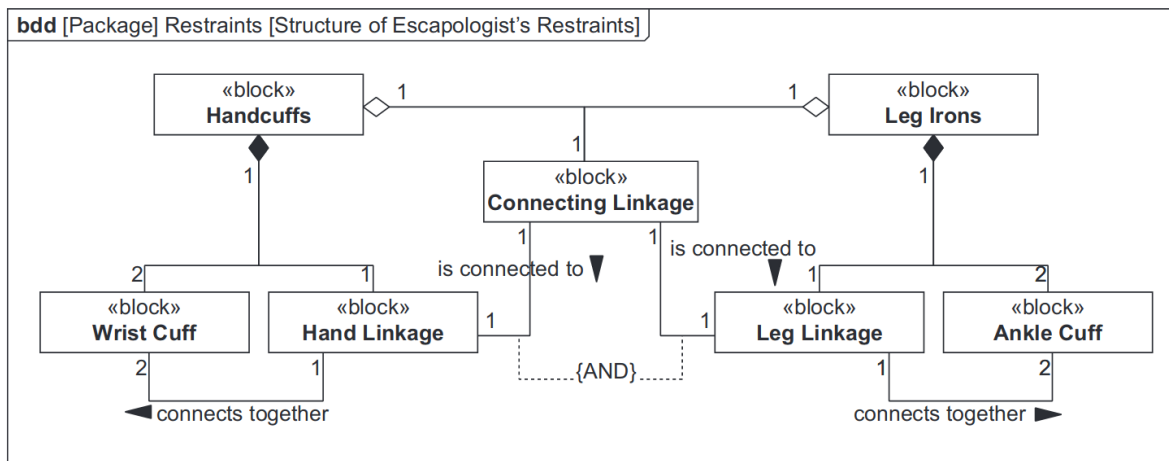 bdd [Package] Restraints [Structure of Escapologist’s Restraints]
«block»
Handcuffs
1
1
«block»
Leg Irons
1
1
1
«block»
Connecting Linkage
1
1
is connected to
is connected to
2
1
1
2
«block»
Wrist Cuff
«block»
Hand Linkage
1
1
«block»
Leg Linkage
«block»
Ankle Cuff
2
1
{AND}
1
2
connects together
connects together